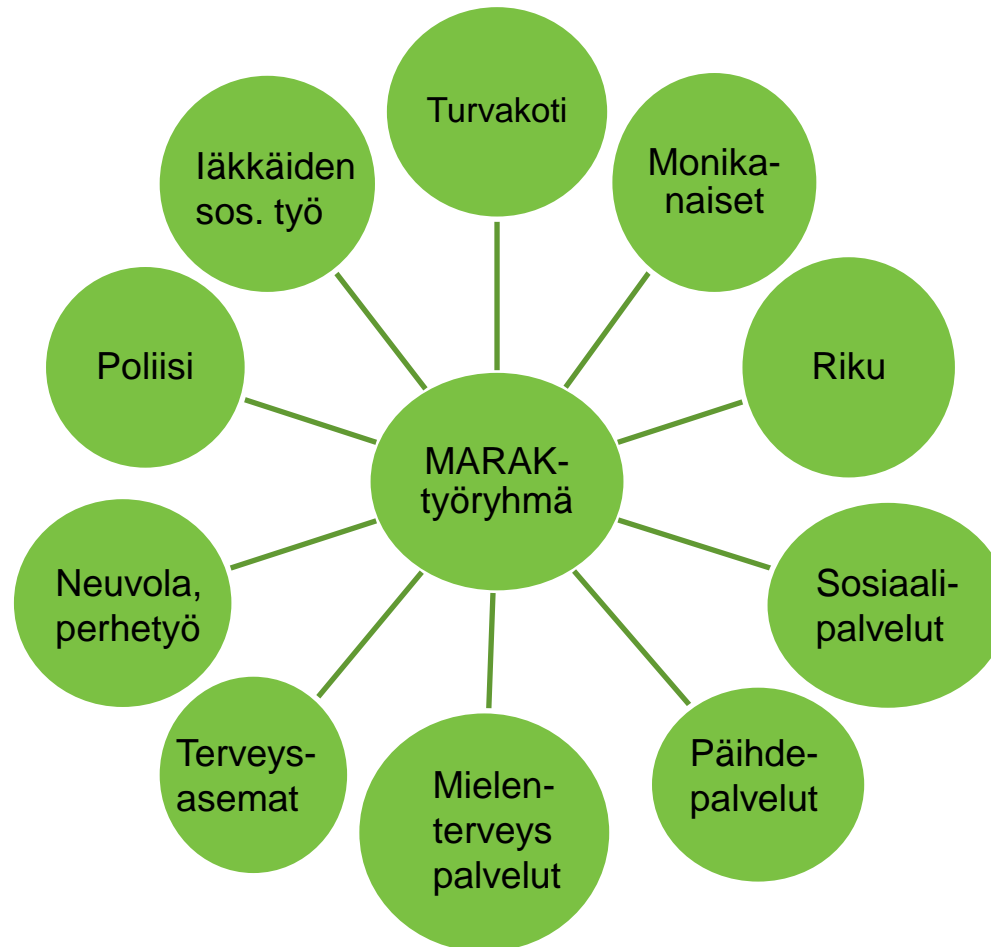 Turvakoti
Monika-
naiset
Riku
Sosiaali-
palvelut
Päihde-
palvelut
Mielen-
terveys
palvelut
Terveys-
asemat
Neuvola,
perhetyö
Poliisi
Iäkkäiden
sos. työ
MARAK-
työryhmä